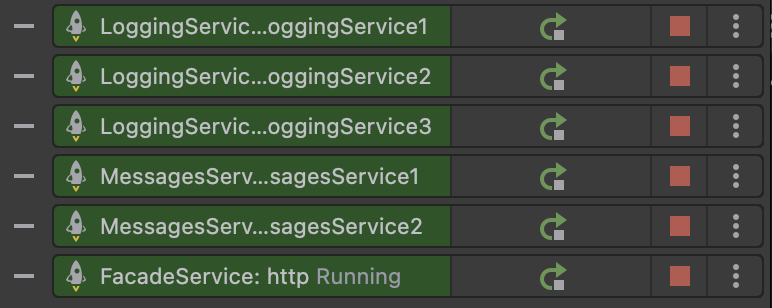 LoggingServic...oggingService1
LoggingServic...oggingService2
LoggingServic...oggingService3
MessagesServ...sagesService1
MessagesServ...sagesService2
FacadeService: http Running